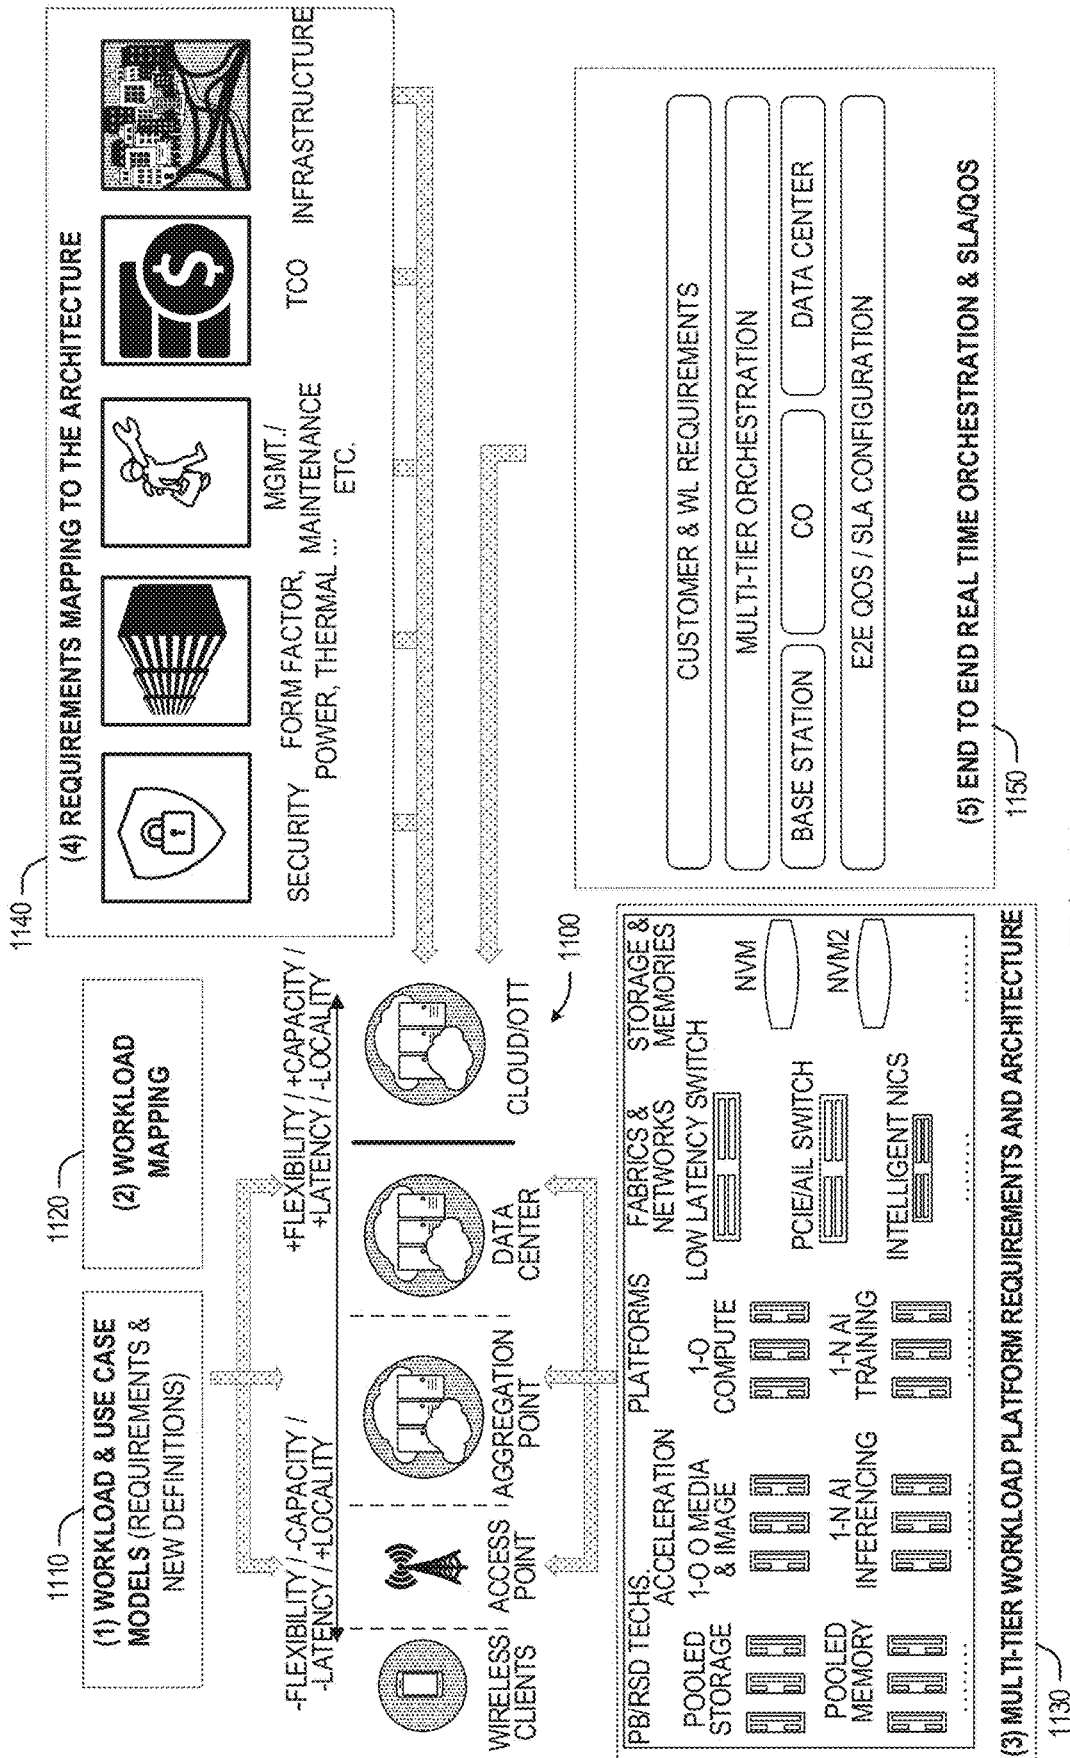 1110
(1) WORKLOAD & USE CASE
MODELS (REQUIREMENTS &
NEW DEFINITIONS)
1120
(2) WORKLOAD
MAPPING
1140
(4) REQUIREMENTS MAPPING TO THE ARCHITECTURE
SECURITY
FORM FACTOR,
POWER, THERMAL ...
MGMT./
MAINTENANCE
ETC.
TCO
INFRASTRUCTURE
-FLEXIBILITY / -CAPACITY /
-LATENCY / +LOCALITY
+FLEXIBILITY / +CAPACITY /
+LATENCY / -LOCALITY
WIRELESS
CLIENTS
ACCESS
POINT
AGGREGATION
POINT
DATA
CENTER
CLOUD/OTT
1100
PB/RSD TECHS.
ACCELERATION
PLATFORMS
FABRICS &
NETWORKS
STORAGE &
MEMORIES
POOLED
STORAGE
1-O O MEDIA
& IMAGE
1-O
COMPUTE
LOW LATENCY SWITCH
NVM
PCIE/AIL SWITCH
POOLED
MEMORY
1-N AI
INFERENCING
1-N AI
TRAINING
INTELLIGENT NICS
NVM2
(3) MULTI-TIER WORKLOAD PLATFORM REQUIREMENTS AND ARCHITECTURE
1130
CUSTOMER & WL REQUIREMENTS
MULTI-TIER ORCHESTRATION
BASE STATION
CO
DATA CENTER
E2E QOS / SLA CONFIGURATION
(5) END TO END REAL TIME ORCHESTRATION & SLA/QOS
1150